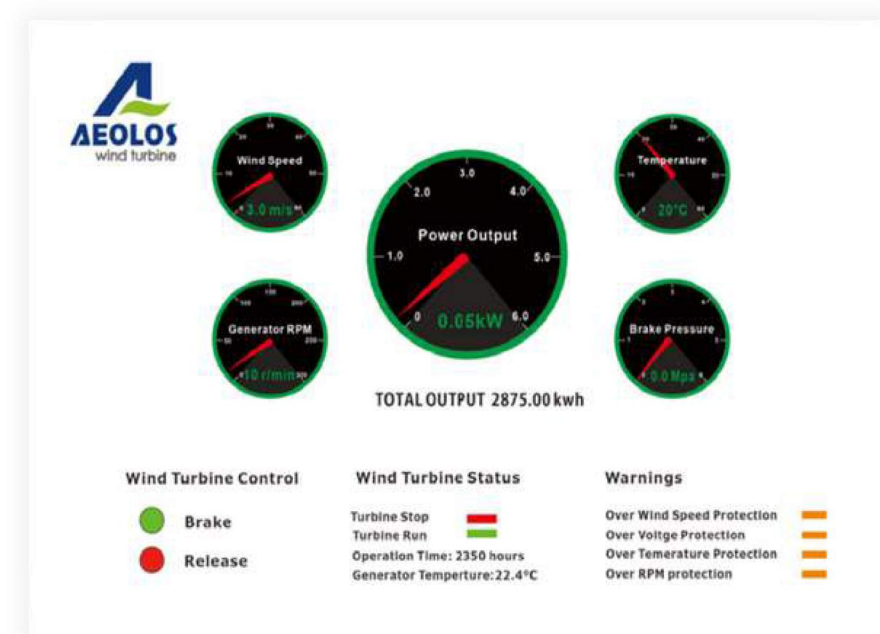 AEOLOS
wind turbine
Wind Speed
3.0 m/s
Power Output
0 1.0 2.0 3.0 4.0 5.0 6.0
0.05kW
Temperature
20°C
Generator RPM
10 r/min
Brake Pressure
0.0 Mpa
TOTAL OUTPUT 2875.00 kwh
Wind Turbine Control
Brake
Release
Wind Turbine Status
Turbine Stop
Turbine Run
Operation Time: 2350 hours
Generator Temperture:22.4°C
Warnings
Over Wind Speed Protection
Over Voltge Protection
Over Temerature Protection
Over RPM protection